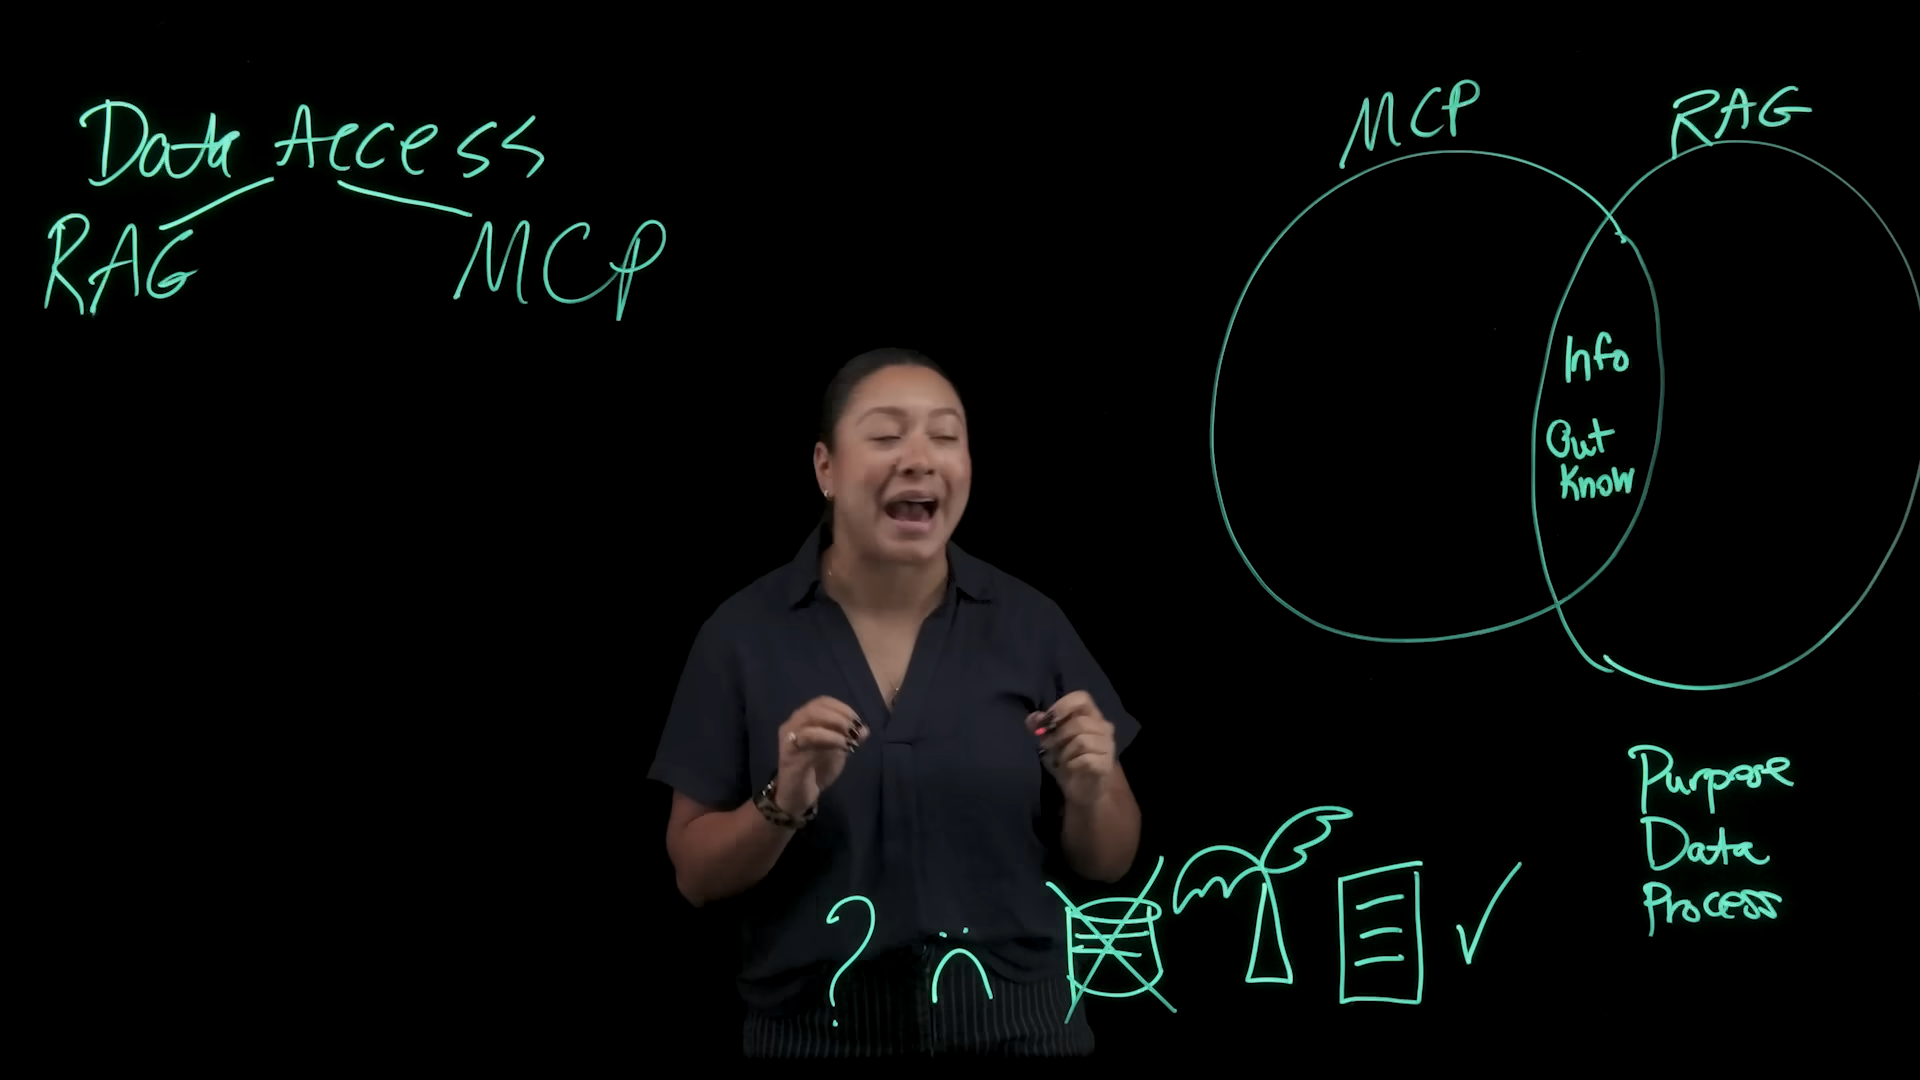 Data Access
RAG MCP
MCP RAG
Info
Out
Know
Purpose
Data
Process
?